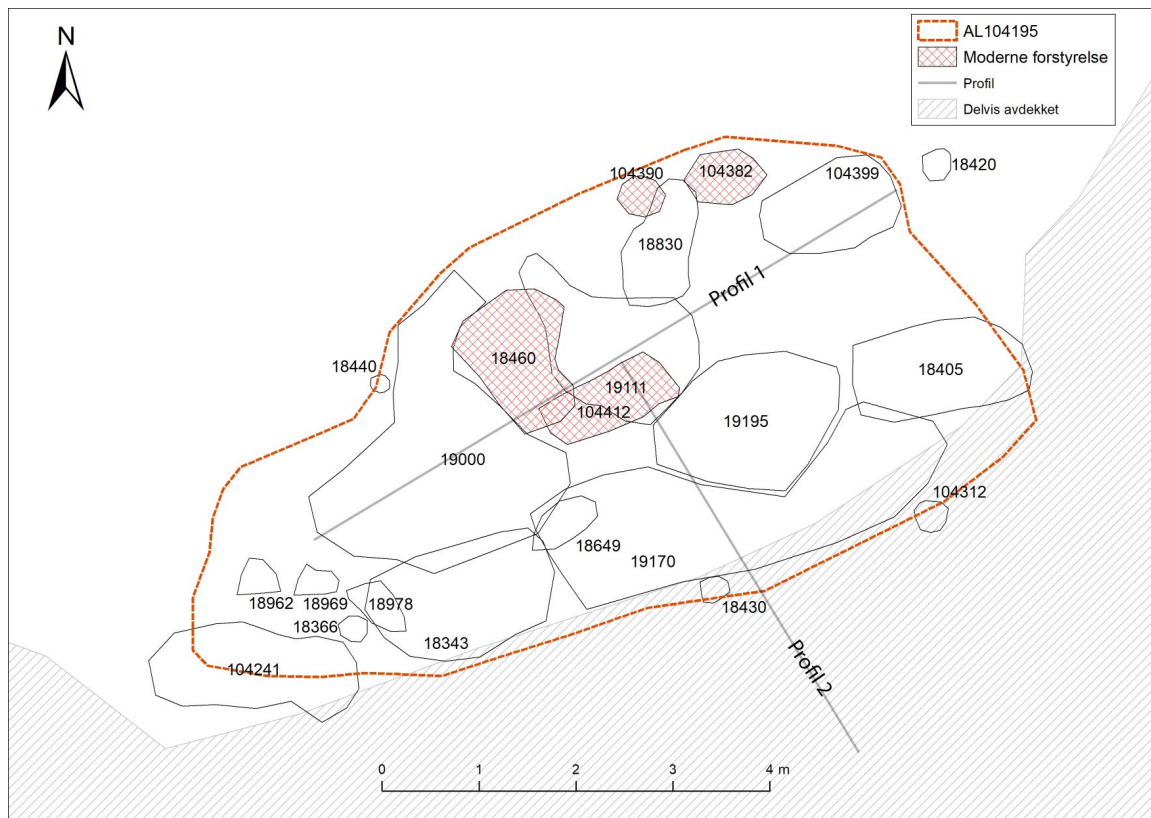 N
AL104195
Moderne forstyrelse
Profil
Delvis avdekket
104390
104382
104399
18420
18830
Profil 1
18460
18440
19111
104412
18405
19195
19000
104312
18649
19170
18962
18969
18978
18430
18366
18343
104241
Profil 2
0 1 2 3 4 m